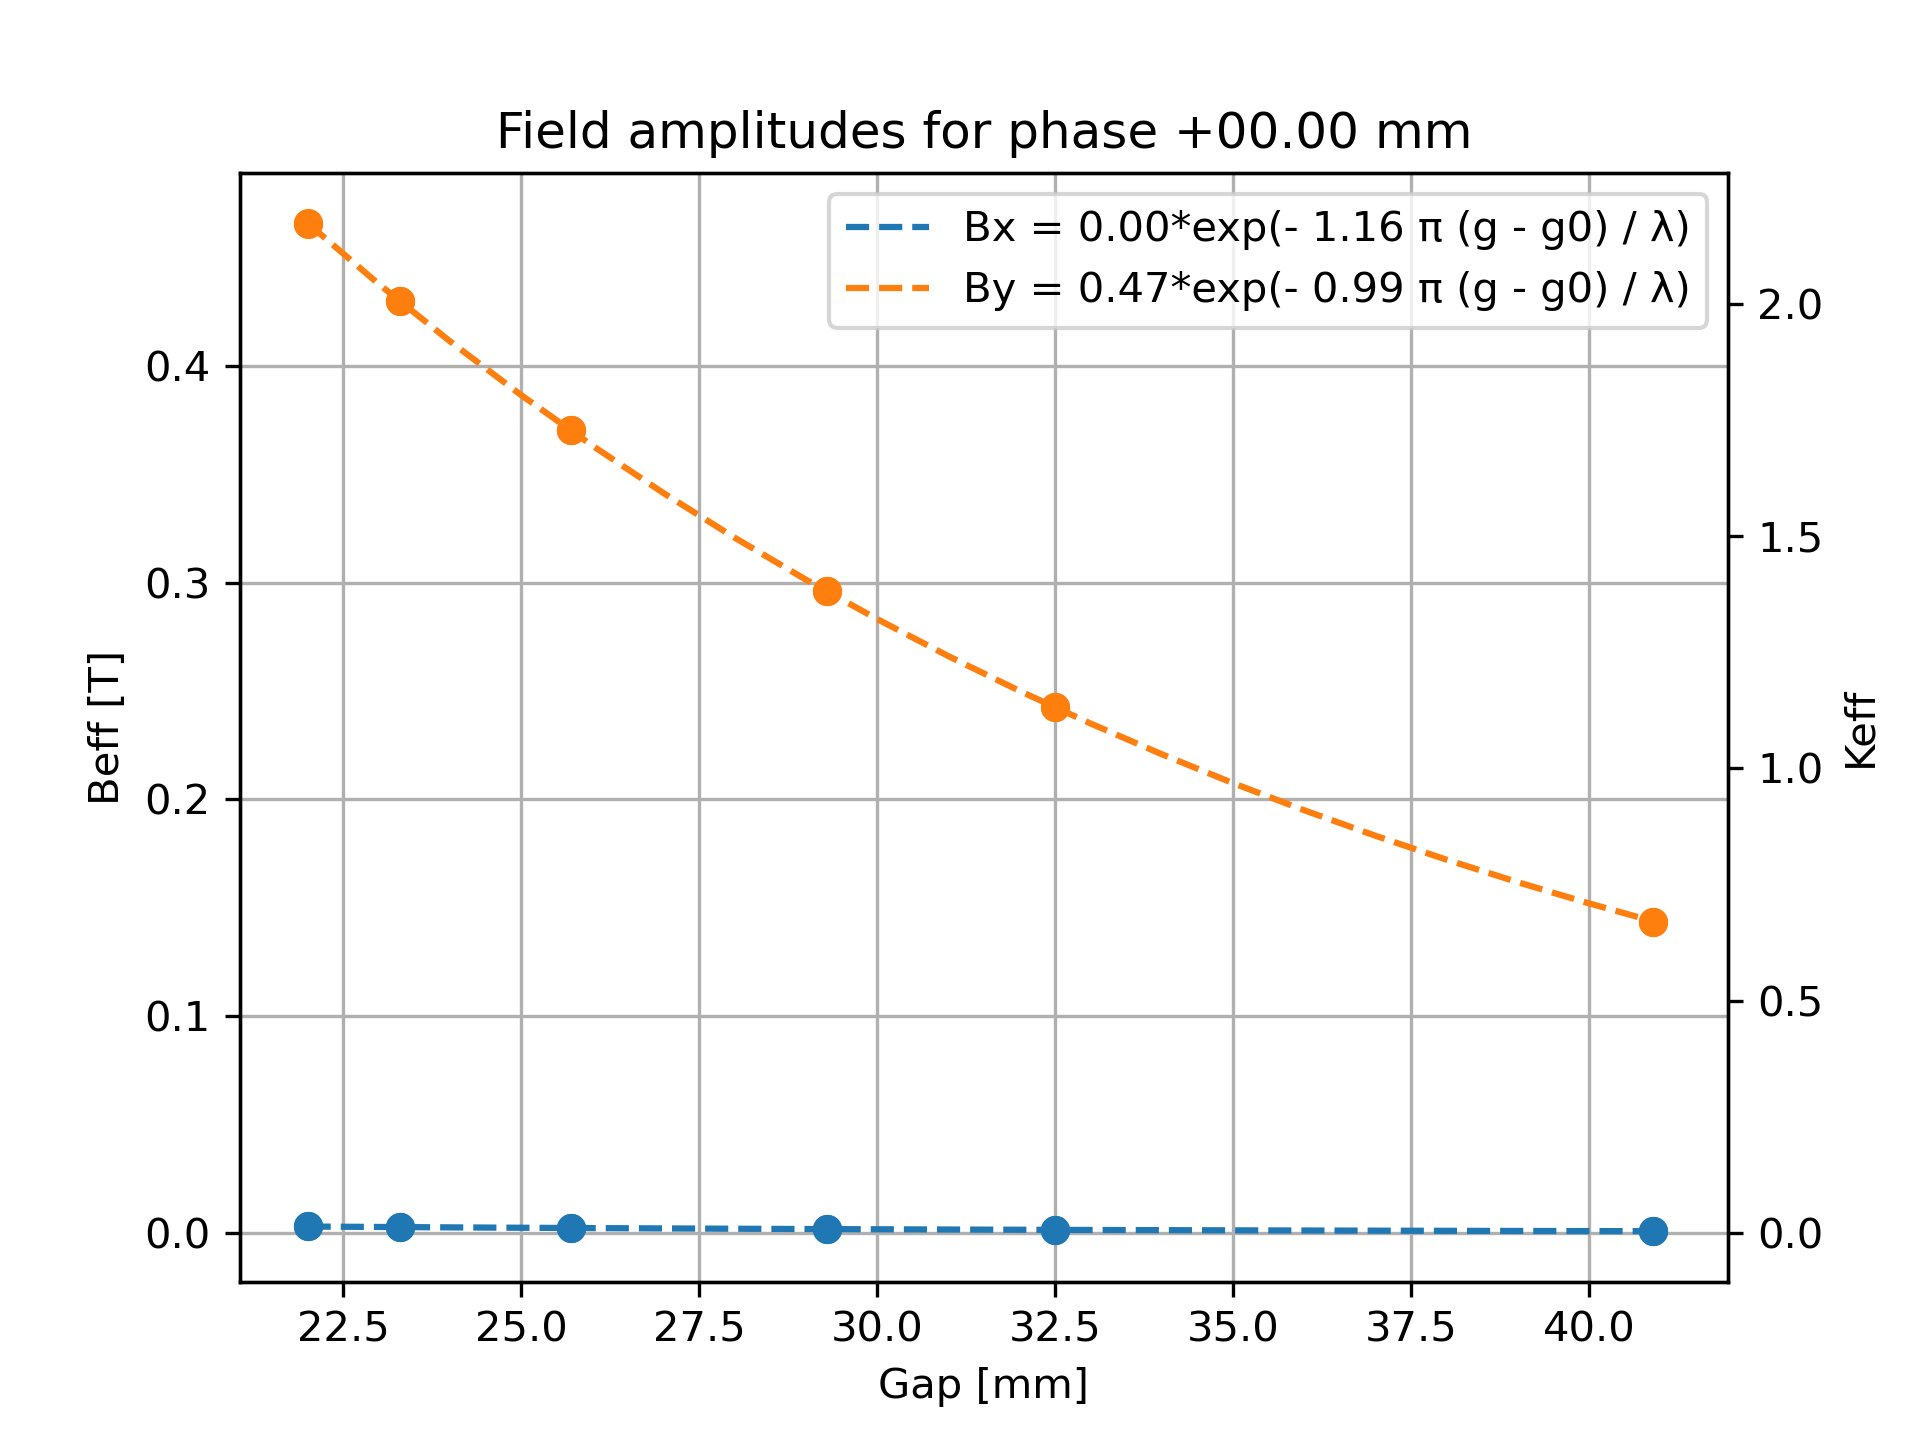 Field amplitudes for phase +00.00 mm
Bx = 0.00*exp(- 1.16 π (g - g0) / λ)
By = 0.47*exp(- 0.99 π (g - g0) / λ)
Beff [T]
0.4
0.3
0.2
0.1
0.0
Keff
2.0
1.5
1.0
0.5
0.0
22.5 25.0 27.5 30.0 32.5 35.0 37.5 40.0
Gap [mm]